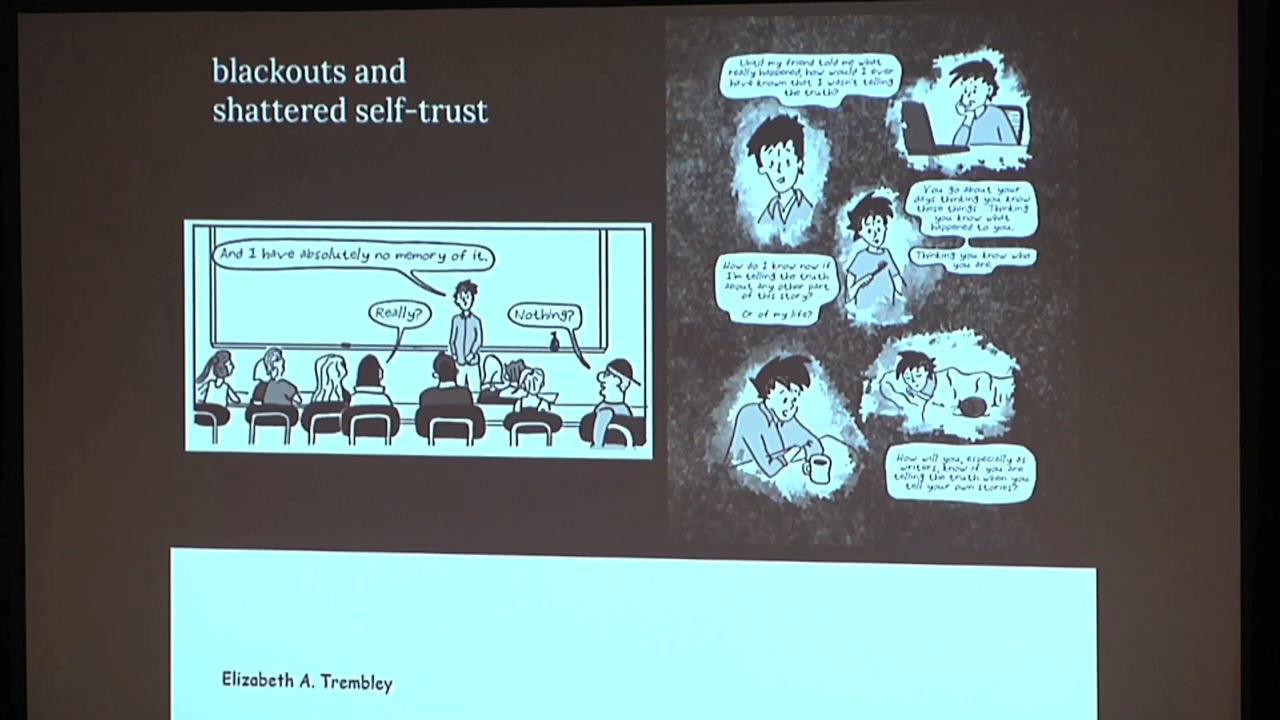 blackouts and
shattered self-trust
And I have absolutely no memory of it.
Really?
Nothing?
Until my friend told me what
really happened, how would I ever
have known that I wasn't telling
the truth?
You go about your
days thinking you know
these things. Thinking
you know what
happened to you.
Thinking you know who
you are.
How do I know now if
I'm telling the truth
about any other part
of this story?
Or of my life?
How will you, especially as
writers, know if you are
telling the truth when you
tell your own stories?
Elizabeth A. Trembley